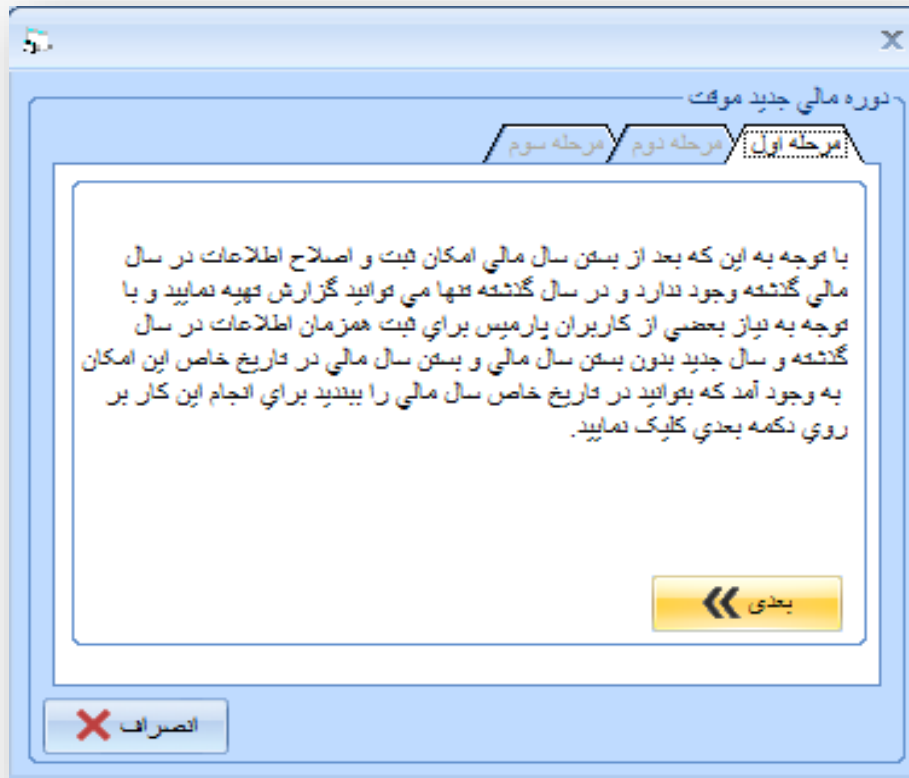 دوره مالي جديد موقت
مرحله اول
مرحله دوم
مرحله سوم
با توجه به اين كه بعد از بستن سال مالي امكان ثبت و اصلاح اطلاعات در سال
مالي گذشته وجود ندارد و در سال گذشته تنها مي توانيد گزارش تهيه نماييد و با
توجه به نياز بعضي از كاربران پارميس براي ثبت همزمان اطلاعات در سال
گذشته و سال جديد بدون بستن سال مالي و بستن سال مالي در تاريخ خاص اين امكان
به وجود آمد كه بتوانيد در تاريخ خاص سال مالي را ببنديد براي انجام اين كار بر
روي دكمه بعدي كليک نماييد.
بعدی
انصراف